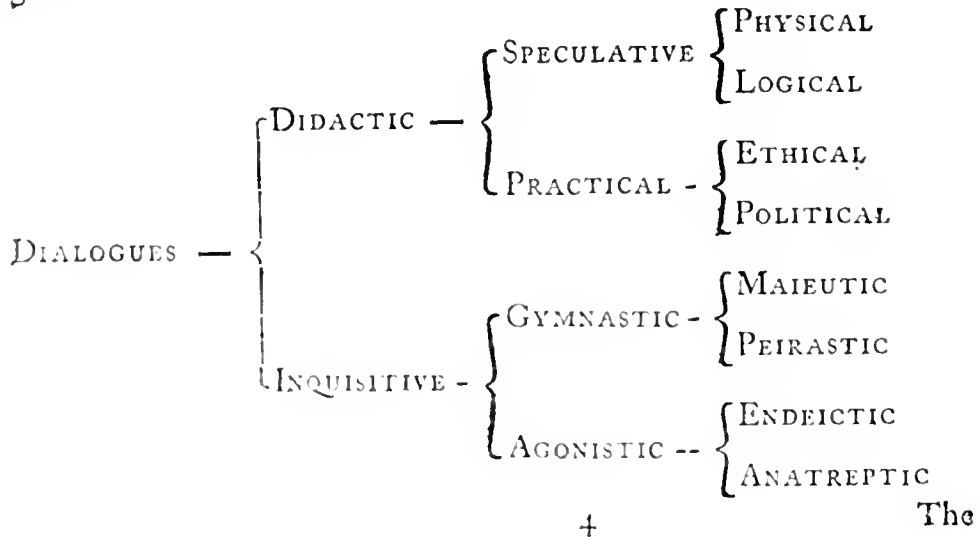 PHYSICAL
SPECULATIVE
LOGICAL
DIDACTIC —
ETHICAL
PRACTICAL -
POLITICAL
DIALOGUES —
MAIEUTIC
GYMNASTIC -
PEIRASTIC
INQUISITIVE -
ENDEICTIC
AGONISTIC --
ANATREPTIC
4 The